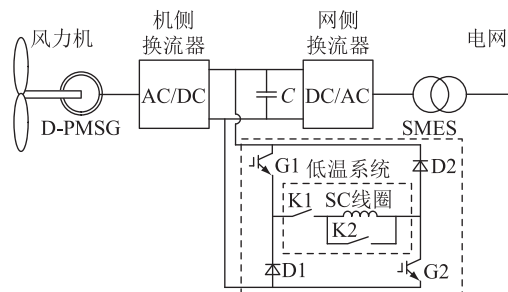 风力机
机侧
换流器
网侧
换流器
电网
AC/DC
C
DC/AC
D-PMSG
SMES
G1
低温系统
D2
K1
SC线圈
K2
D1
G2